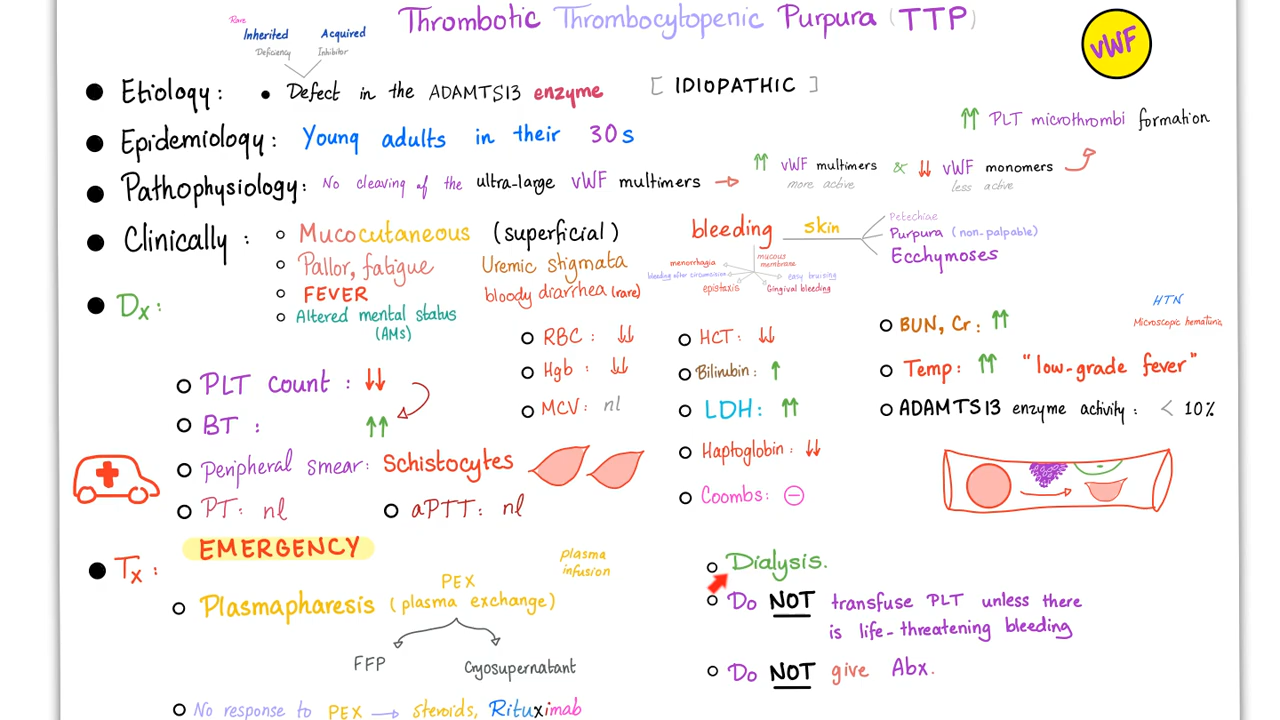 Thrombotic Thrombocytopenic Purpura (TTP)
vWF
Rare
Inherited Acquired
Deficiency Inhibitor
Etiology: Defect in the ADAMTS13 enzyme [IDIOPATHIC]
Epidemiology: Young adults in their 30s
⇈ PLT microthrombi formation
Pathophysiology: No cleaving of the ultra-large vWF multimers → ⇈ vWF multimers & ⇊ vWF monomers
more active less active
Clinically: Mucocutaneous (superficial) bleeding skin
Petechiae
Purpura (non-palpable)
Ecchymoses
mucous membrane
menorrhagia
bleeding after circumcision
easy bruising
epistaxis
Gingival bleeding
Pallor, fatigue Uremic stigmata
FEVER bloody diarrhea (rare)
Altered mental status
(AMs)
Dx:
PLT count: ⇊
BT: ⇈
Peripheral smear: Schistocytes
PT: nl aPTT: nl
RBC: ⇊
Hgb: ⇊
MCV: nl
HCT: ⇊
Bilirubin: ↑
LDH: ⇈
Haptoglobin: ⇊
Coombs: ⊖
HTN
Microscopic hematuria
BUN, Cr: ⇈
Temp: ⇈ "low-grade fever"
ADAMTS13 enzyme activity: < 10%
EMERGENCY
Tx:
plasma
infusion
PEX
Plasmapharesis (plasma exchange)
FFP Cryosupernatant
No response to PEX → steroids, Rituximab
Dialysis.
Do NOT transfuse PLT unless there
is life-threatening bleeding
Do NOT give Abx.